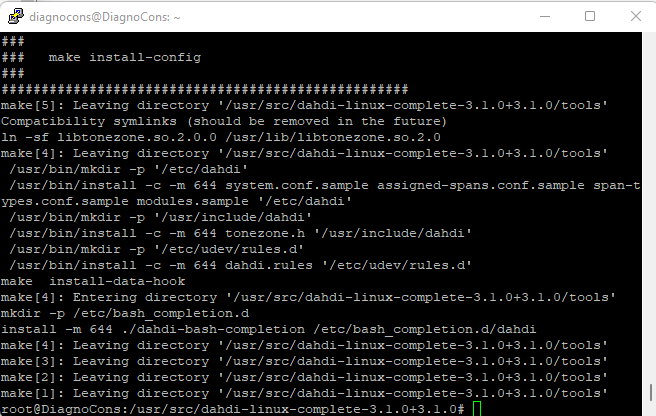 diagnocons@DiagnoCons: ~
###
###   make install-config
###
###################################################
make[5]: Leaving directory '/usr/src/dahdi-linux-complete-3.1.0+3.1.0/tools'
Compatibility symlinks (should be removed in the future)
ln -sf libtonezone.so.2.0.0 /usr/lib/libtonezone.so.2.0
make[4]: Leaving directory '/usr/src/dahdi-linux-complete-3.1.0+3.1.0/tools'
 /usr/bin/mkdir -p '/etc/dahdi'
 /usr/bin/install -c -m 644 system.conf.sample assigned-spans.conf.sample span-t
ypes.conf.sample modules.sample '/etc/dahdi'
 /usr/bin/mkdir -p '/usr/include/dahdi'
 /usr/bin/install -c -m 644 tonezone.h '/usr/include/dahdi'
 /usr/bin/mkdir -p '/etc/udev/rules.d'
 /usr/bin/install -c -m 644 dahdi.rules '/etc/udev/rules.d'
make  install-data-hook
make[4]: Entering directory '/usr/src/dahdi-linux-complete-3.1.0+3.1.0/tools'
mkdir -p /etc/bash_completion.d
install -m 644 ./dahdi-bash-completion /etc/bash_completion.d/dahdi
make[4]: Leaving directory '/usr/src/dahdi-linux-complete-3.1.0+3.1.0/tools'
make[3]: Leaving directory '/usr/src/dahdi-linux-complete-3.1.0+3.1.0/tools'
make[2]: Leaving directory '/usr/src/dahdi-linux-complete-3.1.0+3.1.0/tools'
make[1]: Leaving directory '/usr/src/dahdi-linux-complete-3.1.0+3.1.0/tools'
root@DiagnoCons:/usr/src/dahdi-linux-complete-3.1.0+3.1.0#